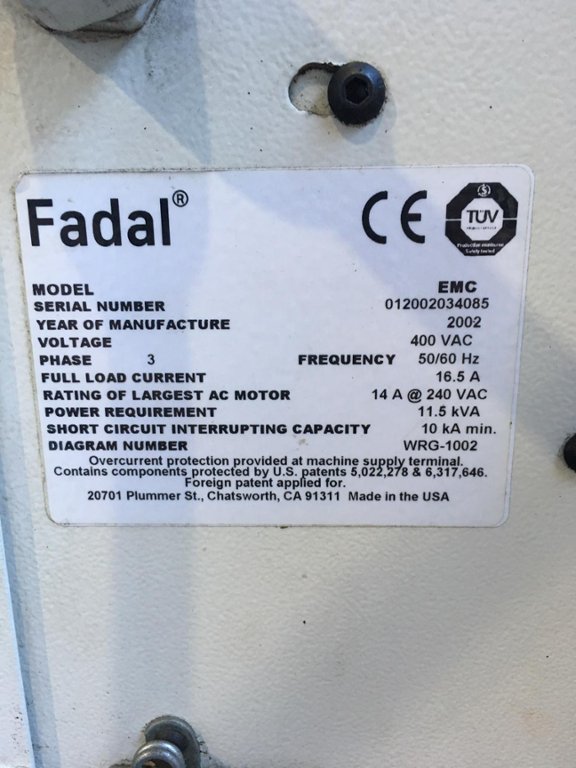 Fadal®
CE
TÜV
MODEL EMC
SERIAL NUMBER 012002034085
YEAR OF MANUFACTURE 2002
VOLTAGE 400 VAC
PHASE 3 FREQUENCY 50/60 Hz
FULL LOAD CURRENT 16.5 A
RATING OF LARGEST AC MOTOR 14 A @ 240 VAC
POWER REQUIREMENT 11.5 kVA
SHORT CIRCUIT INTERRUPTING CAPACITY 10 kA min.
DIAGRAM NUMBER WRG-1002
Overcurrent protection provided at machine supply terminal.
Contains components protected by U.S. patents 5,022,278 & 6,317,646.
Foreign patent applied for.
20701 Plummer St., Chatsworth, CA 91311 Made in the USA